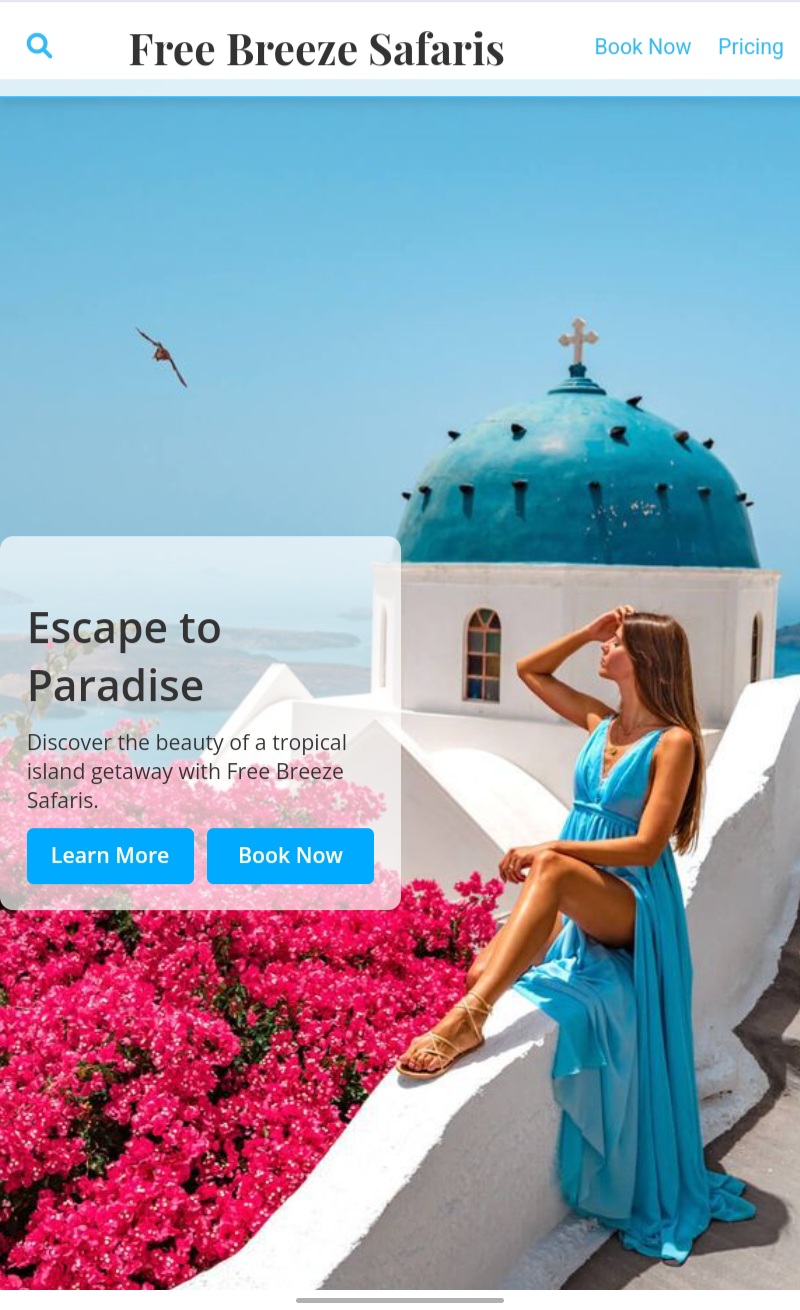 Free Breeze Safaris
Book Now
Pricing
Escape to
Paradise
Discover the beauty of a tropical
island getaway with Free Breeze
Safaris.
Learn More
Book Now